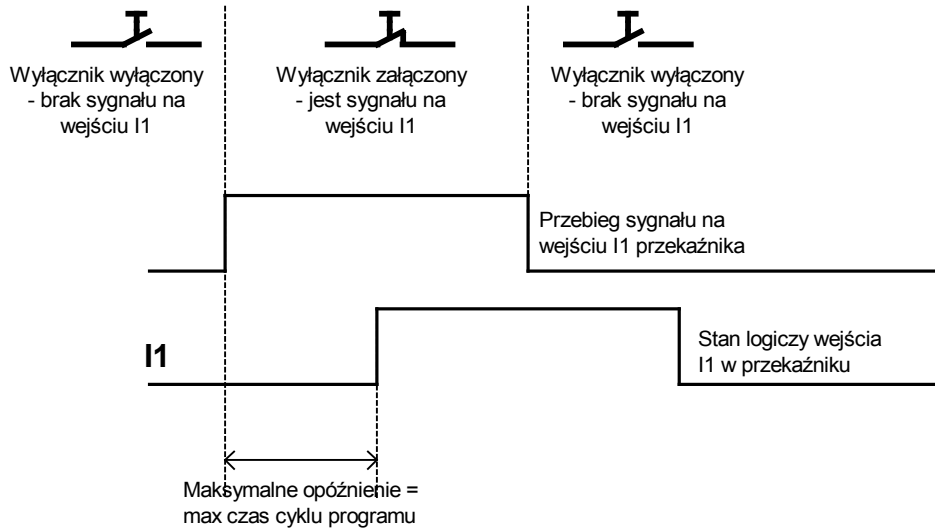 Wyłącznik wyłączony
- brak sygnału na
wejściu I1
Wyłącznik załączony
- jest sygnału na
wejściu I1
Wyłącznik wyłączony
- brak sygnału na
wejściu I1
Przebieg sygnału na
wejściu I1 przekaźnika
I1
Stan logiczy wejścia
I1 w przekaźniku
Maksymalne opóźnienie =
max czas cyklu programu